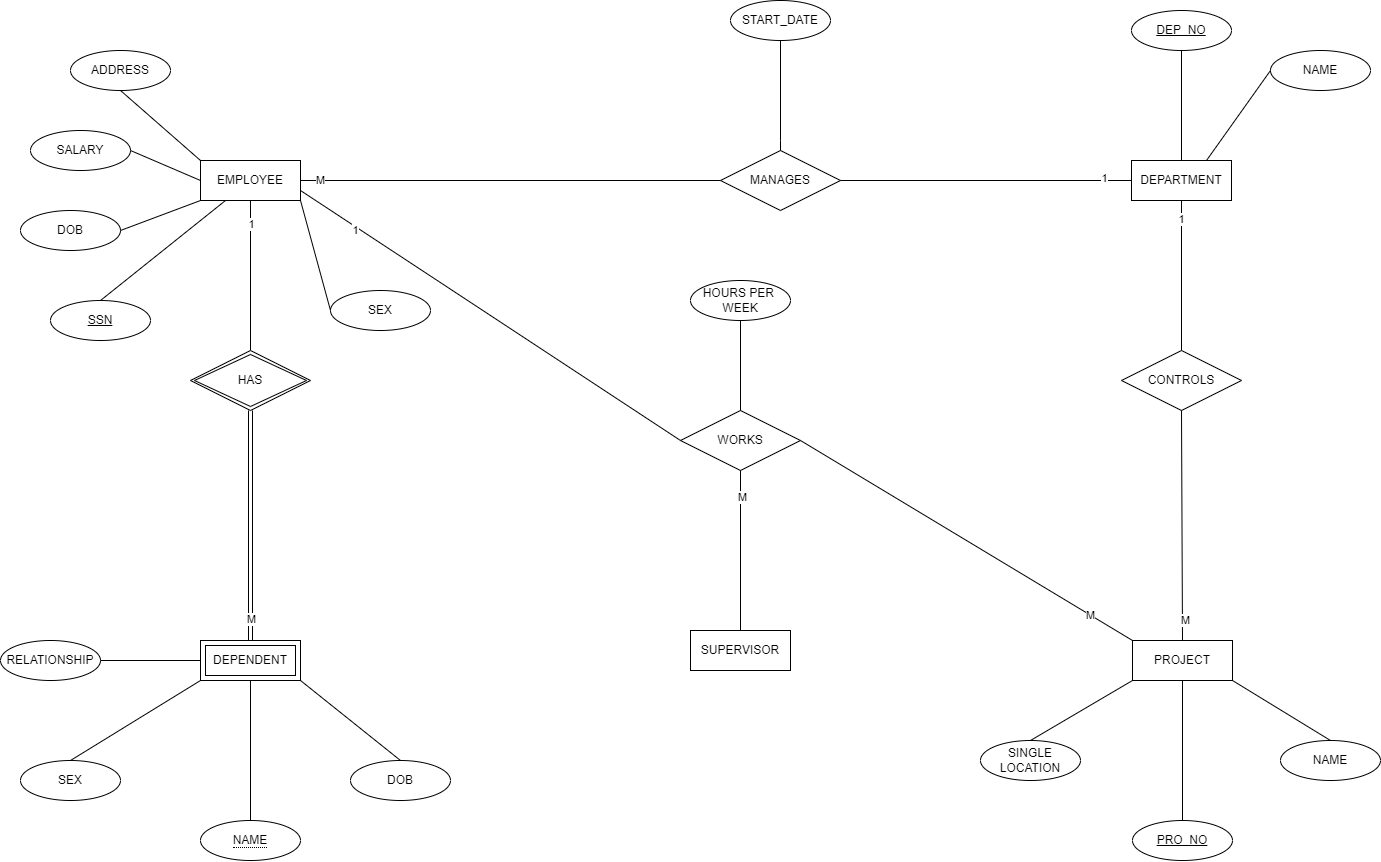 START_DATE
DEP_NO
ADDRESS
NAME
SALARY
EMPLOYEE
M
MANAGES
1
DEPARTMENT
DOB
1
1
1
SSN
SEX
HOURS PER
WEEK
HAS
CONTROLS
WORKS
M
M
M
M
RELATIONSHIP
DEPENDENT
SUPERVISOR
PROJECT
SEX
DOB
SINGLE
LOCATION
NAME
NAME
PRO_NO